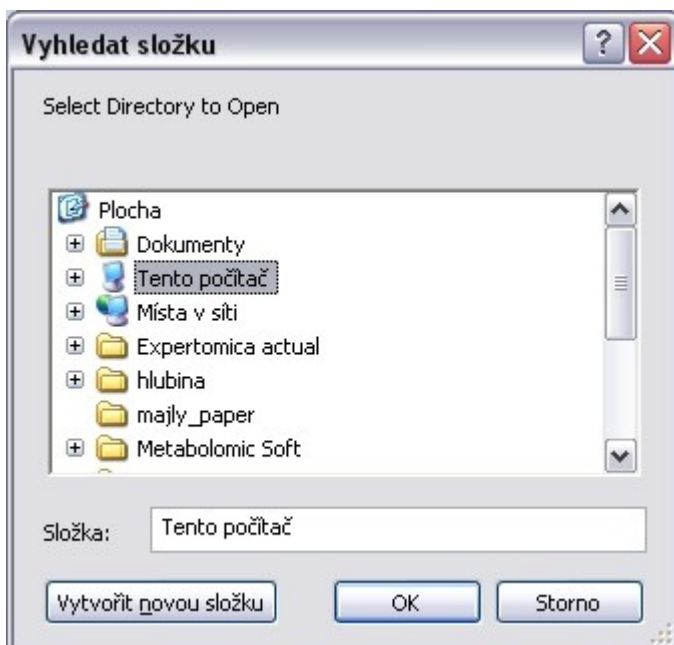 Vyhledat složku
Select Directory to Open
Plocha
Dokumenty
Tento počítač
Místa v síti
Expertomica actual
hlubina
majly_paper
Metabolomic Soft
Složka: Tento počítač
Vytvořit novou složku OK Storno